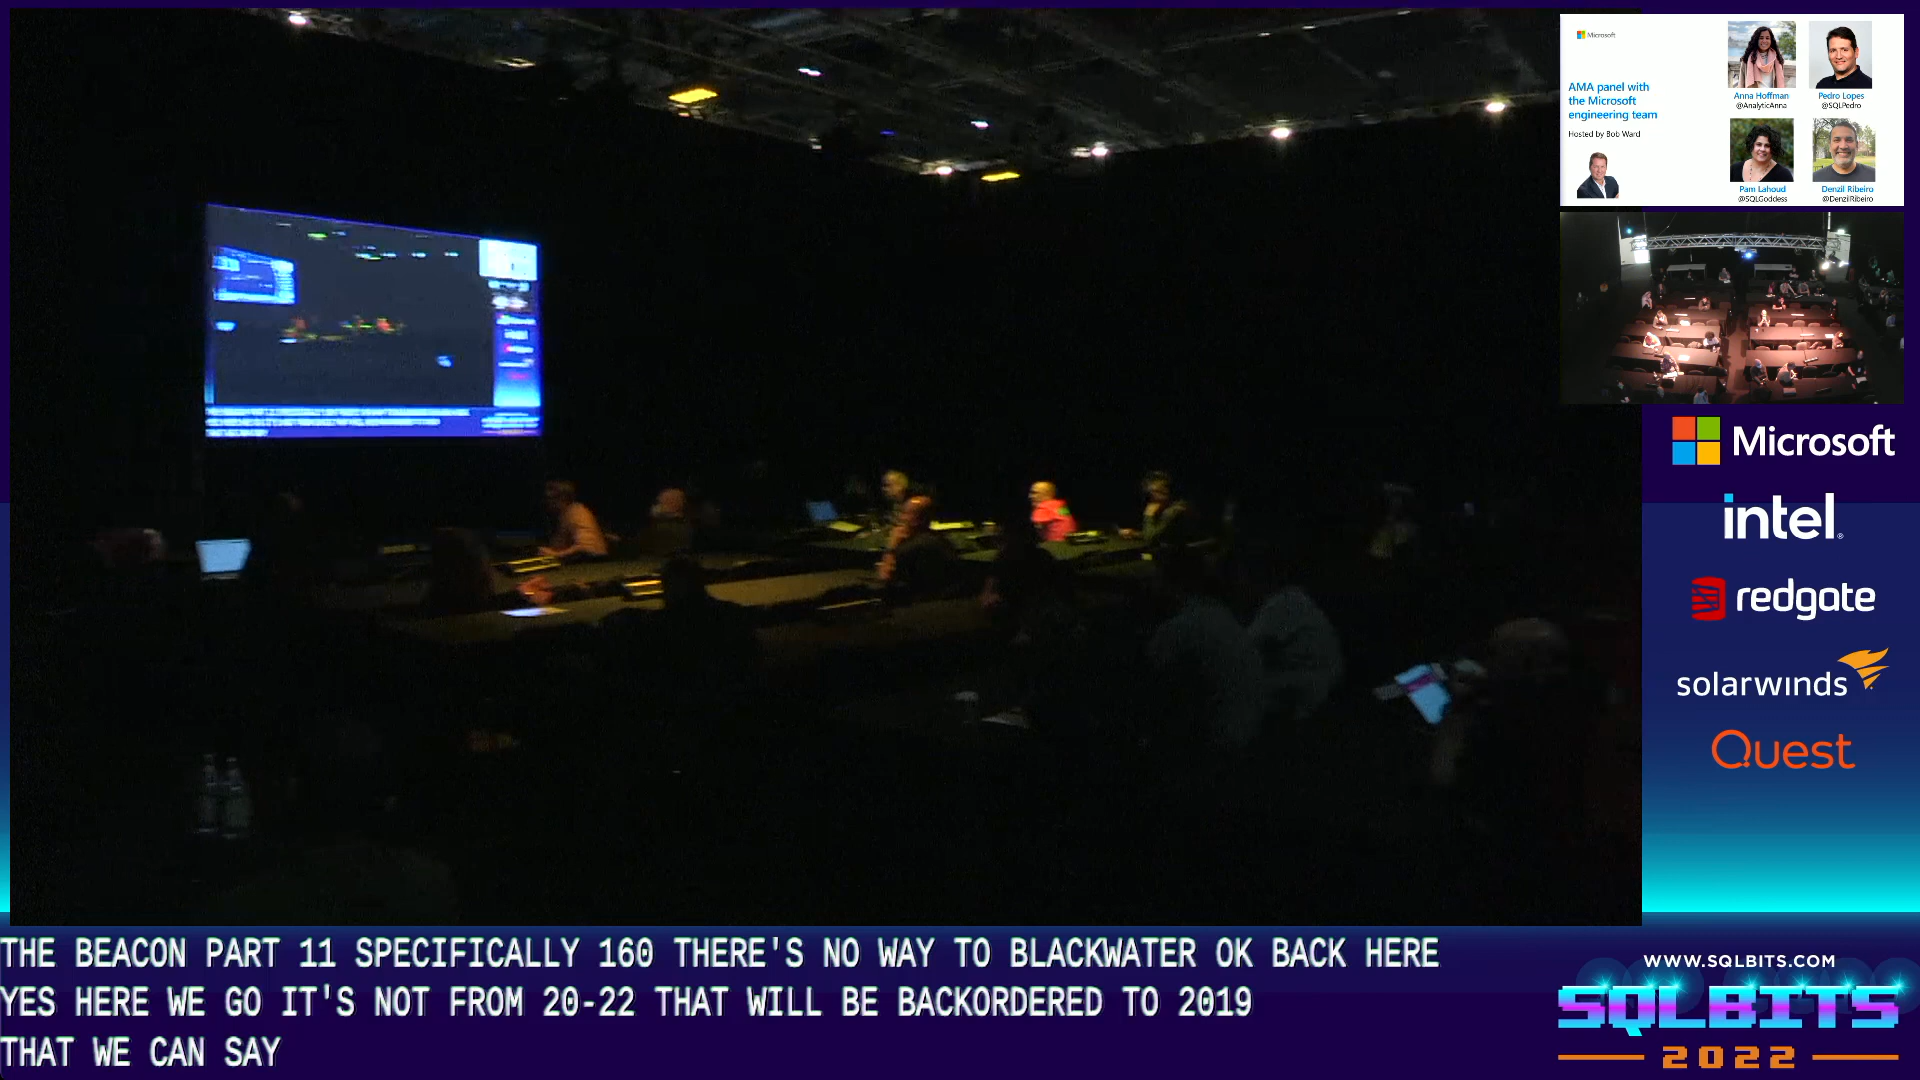 Microsoft
AMA panel with
the Microsoft
engineering team
Hosted by Bob Ward
Anna Hoffman
@AnalyticAnna
Pedro Lopes
@SQLPedro
Pam Lahoud
@SQLGoddess
Denzil Ribeiro
@DenzilRibeiro
Microsoft
intel
redgate
solarwinds
Quest
THE BEACON PART 11 SPECIFICALLY 160 THERE'S NO WAY TO BLACKWATER OK BACK HERE
YES HERE WE GO IT'S NOT FROM 20-22 THAT WILL BE BACKORDERED TO 2019
THAT WE CAN SAY
WWW.SQLBITS.COM
SQLBITS
2022